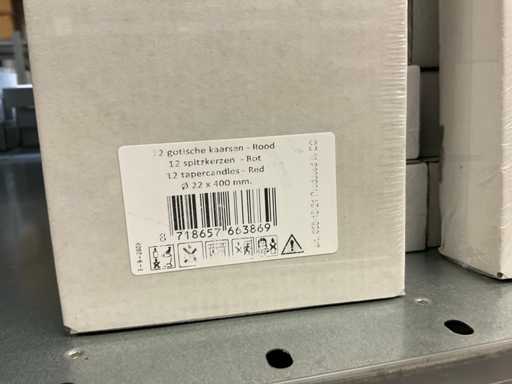 12 gotische kaarsen - Rood
12 spitzkerzen - Rot
12 tapercandles - Red
Ø 22 x 400 mm.
8 718657 663869